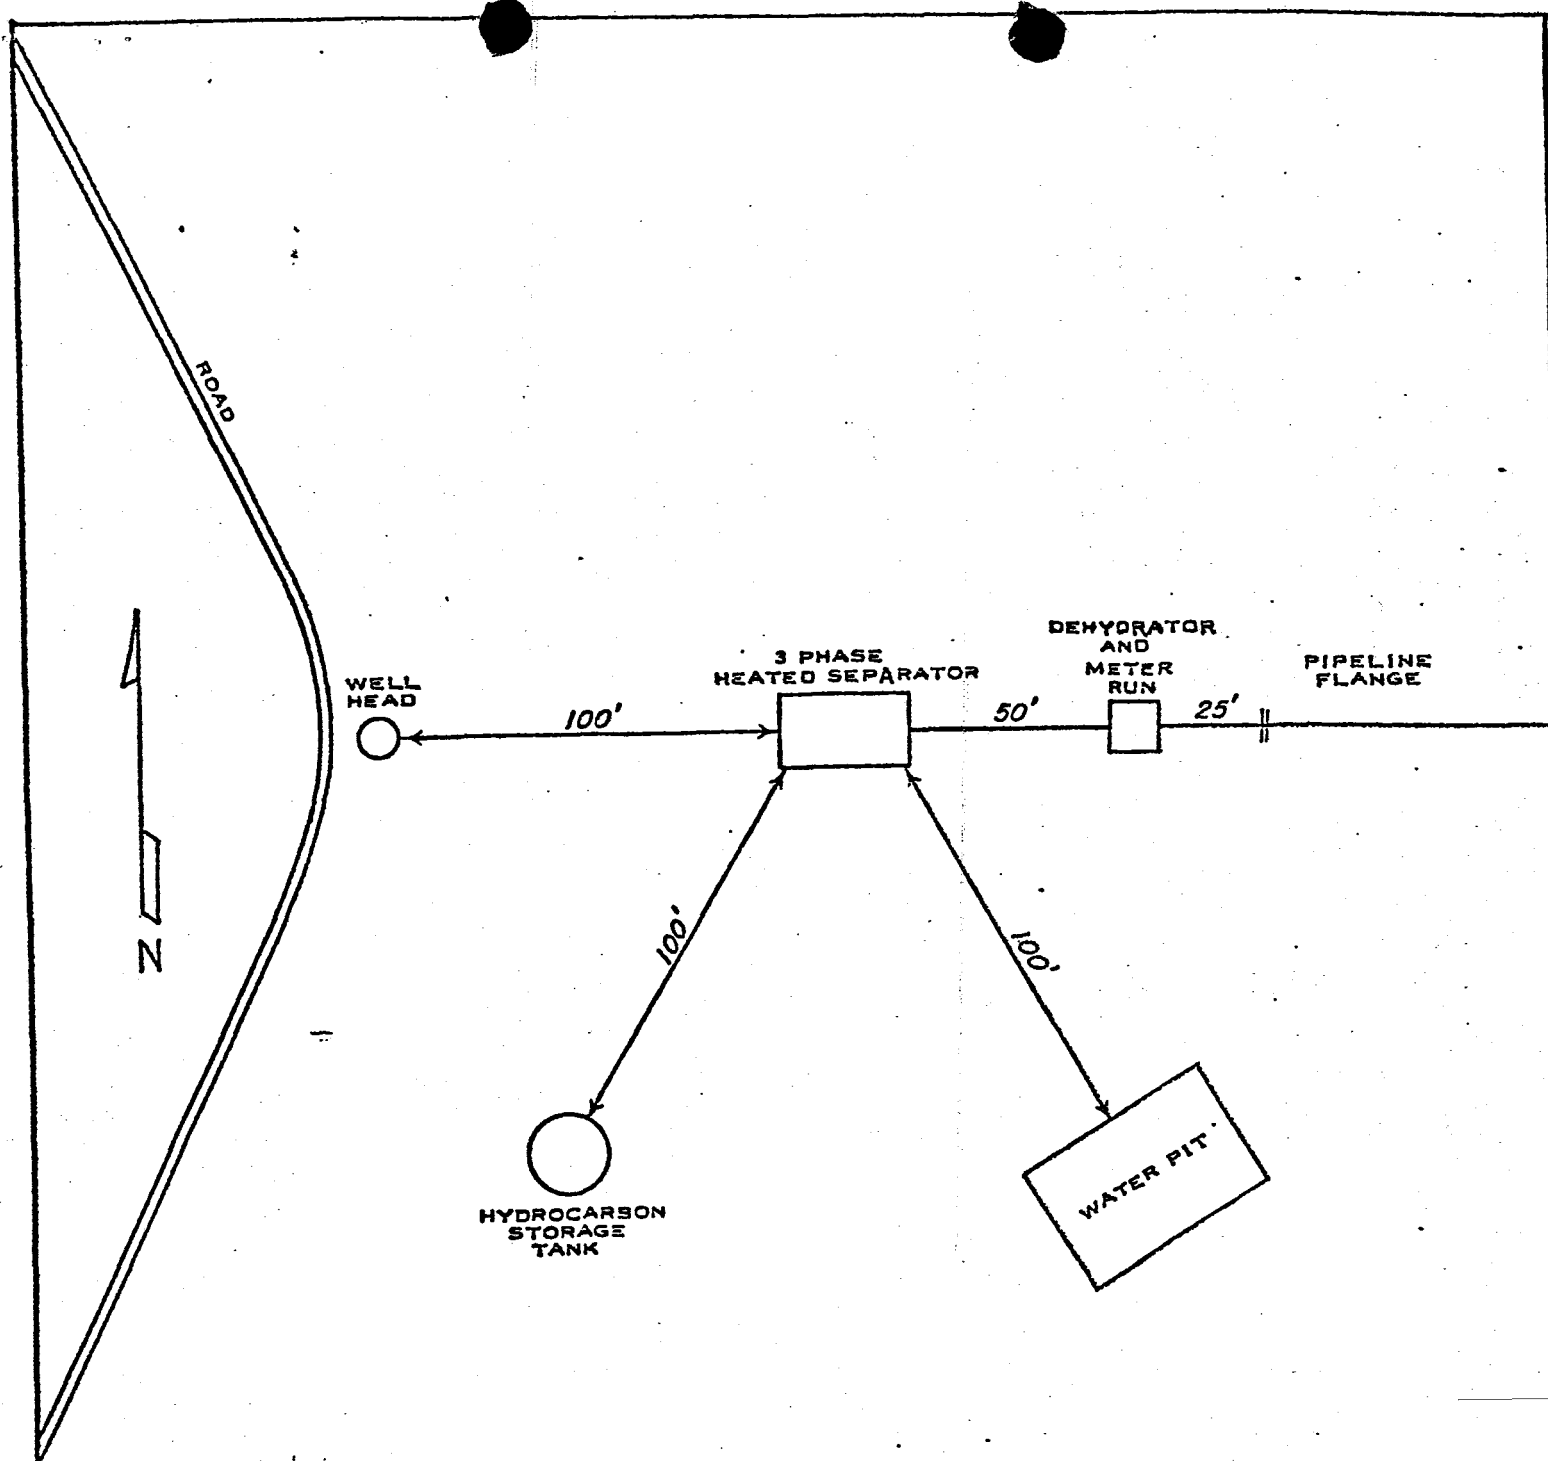 ROAD
WELL
HEAD
100'
3 PHASE
HEATED SEPARATOR
50'
DEHYDRATOR
AND
METER
RUN
25'
PIPELINE
FLANGE
100'
100'
N
HYDROCARBON
STORAGE
TANK
WATER PIT